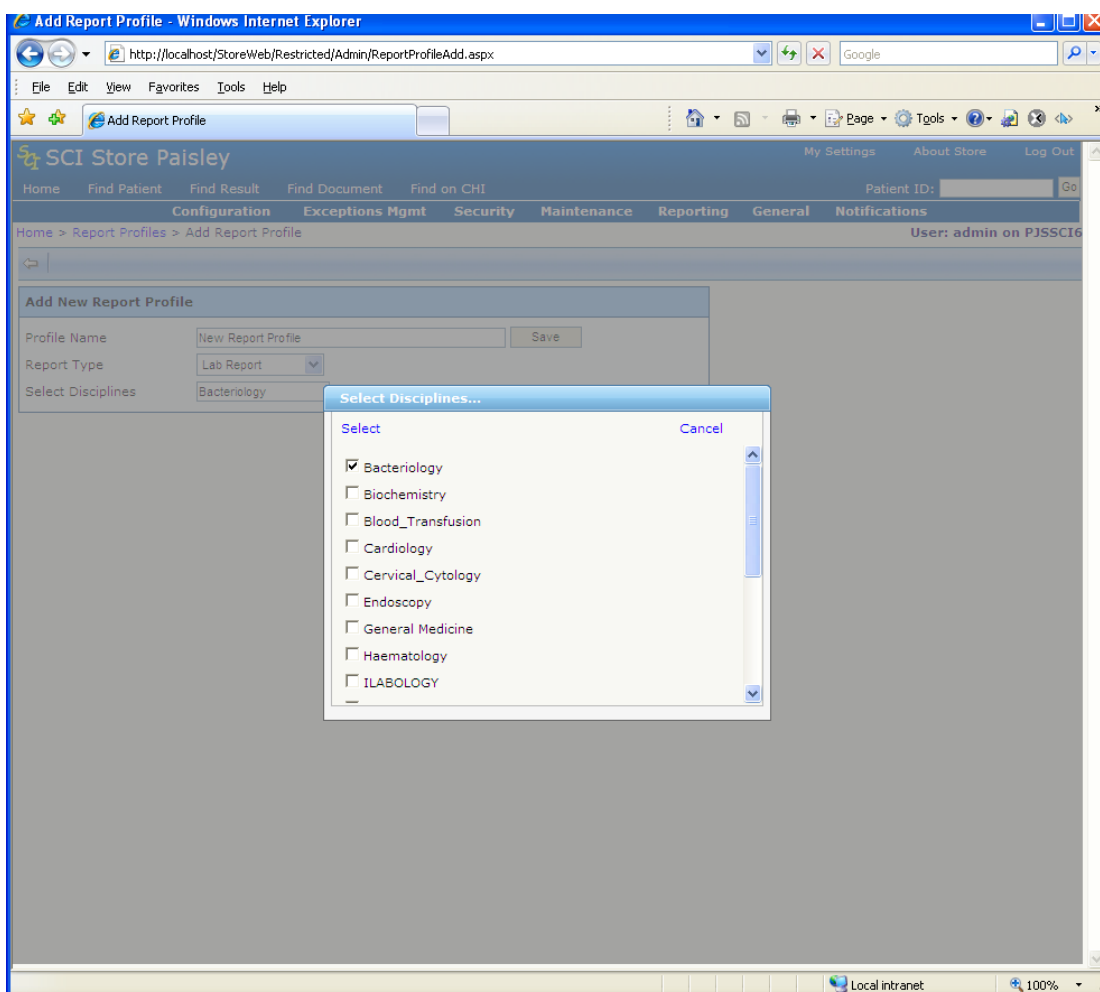 Add Report Profile - Windows Internet Explorer
http://localhost/StoreWeb/Restricted/Admin/ReportProfileAdd.aspx
Google
File Edit View Favorites Tools Help
Add Report Profile
Page Tools
SCI Store Paisley
My Settings About Store Log Out
Home Find Patient Find Result Find Document Find on CHI Patient ID: Go
Configuration Exceptions Mgmt Security Maintenance Reporting General Notifications
Home > Report Profiles > Add Report Profile User: admin on PJSSCI6
Add New Report Profile
Profile Name New Report Profile Save
Report Type Lab Report
Select Disciplines Bacteriology
Select Disciplines...
Select Cancel
Bacteriology
Biochemistry
Blood_Transfusion
Cardiology
Cervical_Cytology
Endoscopy
General Medicine
Haematology
ILABOLOGY
Local intranet 100%